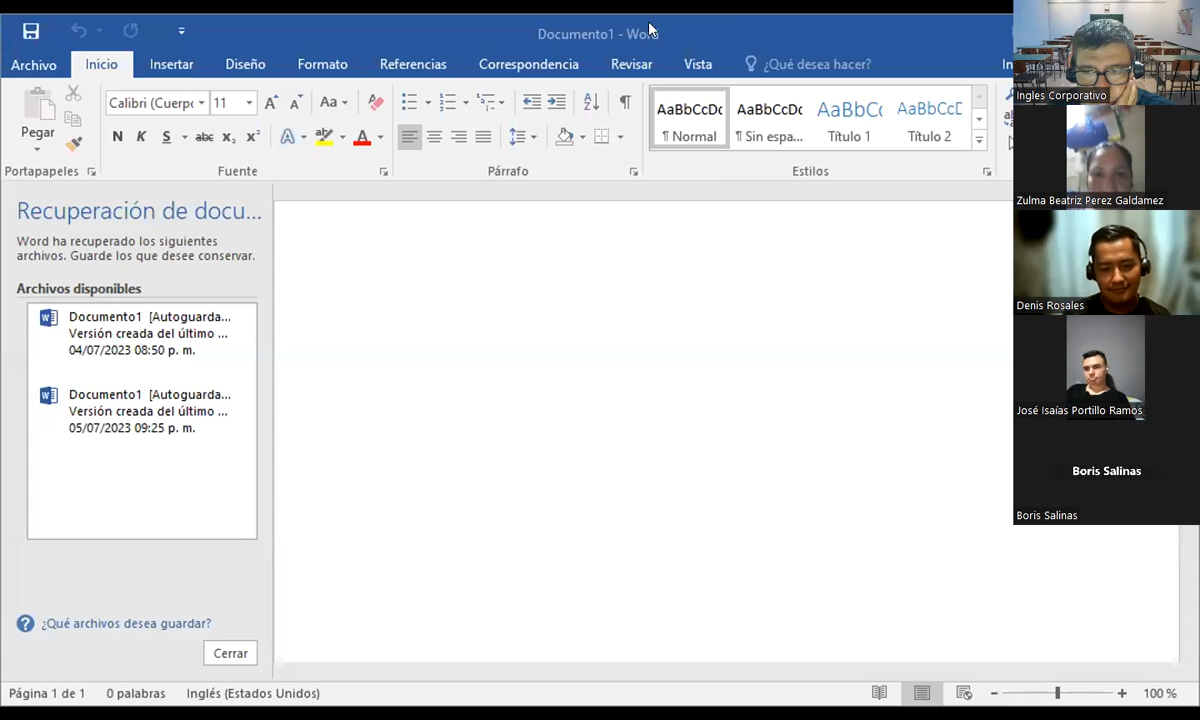 Documento1 - Word
Archivo
Inicio
Insertar
Diseño
Formato
Referencias
Correspondencia
Revisar
Vista
¿Qué desea hacer?
Pegar
Portapapeles
Calibri (Cuerpo
11
Aa
N K S abc x₂ x²
A
Fuente
Párrafo
AaBbCcDc
¶ Normal
AaBbCcDc
¶ Sin espa...
AaBbCc
Título 1
AaBbCcD
Título 2
Estilos
Recuperación de docu...
Word ha recuperado los siguientes
archivos. Guarde los que desee conservar.
Archivos disponibles
Documento1 [Autoguarda...
Versión creada del último ...
04/07/2023 08:50 p. m.
Documento1 [Autoguarda...
Versión creada del último ...
05/07/2023 09:25 p. m.
¿Qué archivos desea guardar?
Cerrar
Página 1 de 1
0 palabras
Inglés (Estados Unidos)
100 %
Ingles Corporativo
Zulma Beatriz Perez Galdamez
Denis Rosales
José Isaías Portillo Ramos
Boris Salinas
Boris Salinas